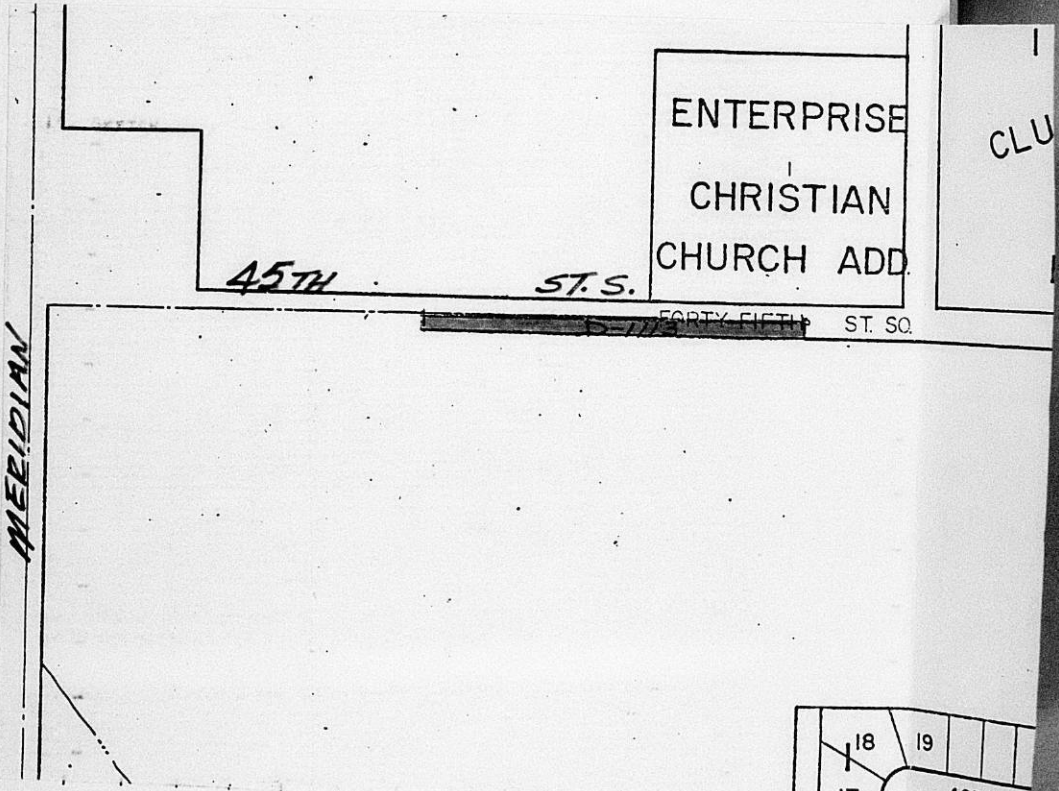 ENTERPRISE
I
CHRISTIAN
CHURCH ADD
CLU
I
45TH ST. S.
FORTY-FIFTH ST. SO.
D-1113
MERIDIAN
18
19